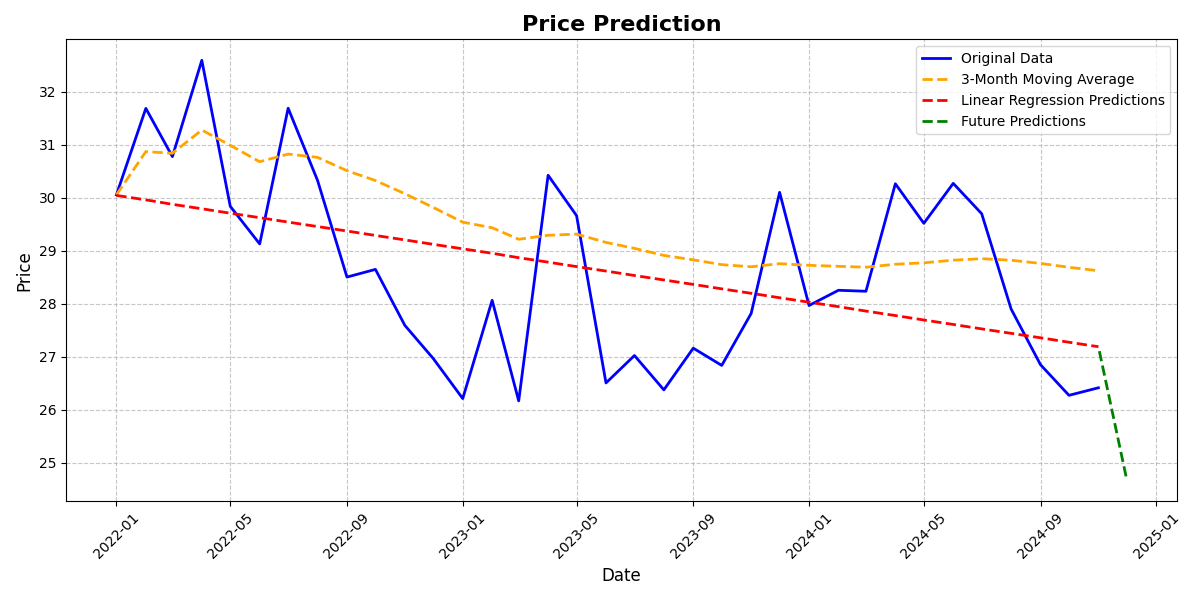 Price Prediction
Original Data
3-Month Moving Average
Linear Regression Predictions
Future Predictions
Price
32
31
30
29
28
27
26
25
2022-01
2022-05
2022-09
2023-01
2023-05
2023-09
2024-01
2024-05
2024-09
2025-01
Date